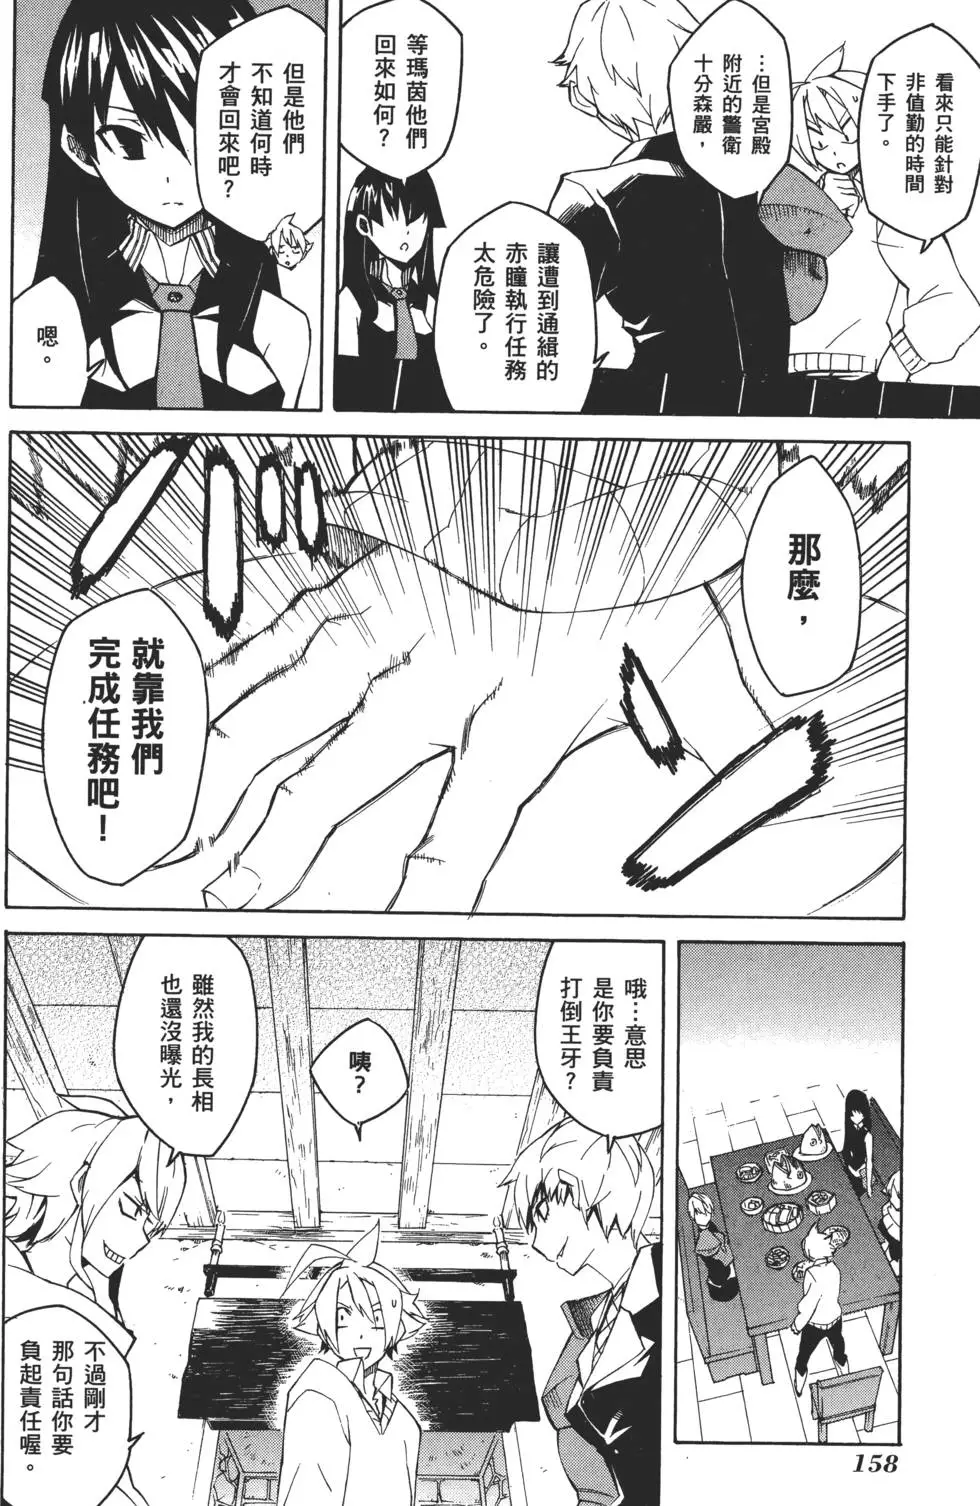 看來只能針對
非值勤的時間
下手了。
…但是宮殿
附近的警衛
十分森嚴，
讓遭到通緝的
赤瞳執行任務
太危險了。
等瑪茵他們
回來如何？
但是他們
不知道何時
才會回來吧？
嗯。
那麼，
就靠我們
完成任務吧！
哦…意思
是你要負責
打倒王牙？
咦？
雖然我的長相
也還沒曝光，
不過剛才
那句話你要
負起責任喔。
158